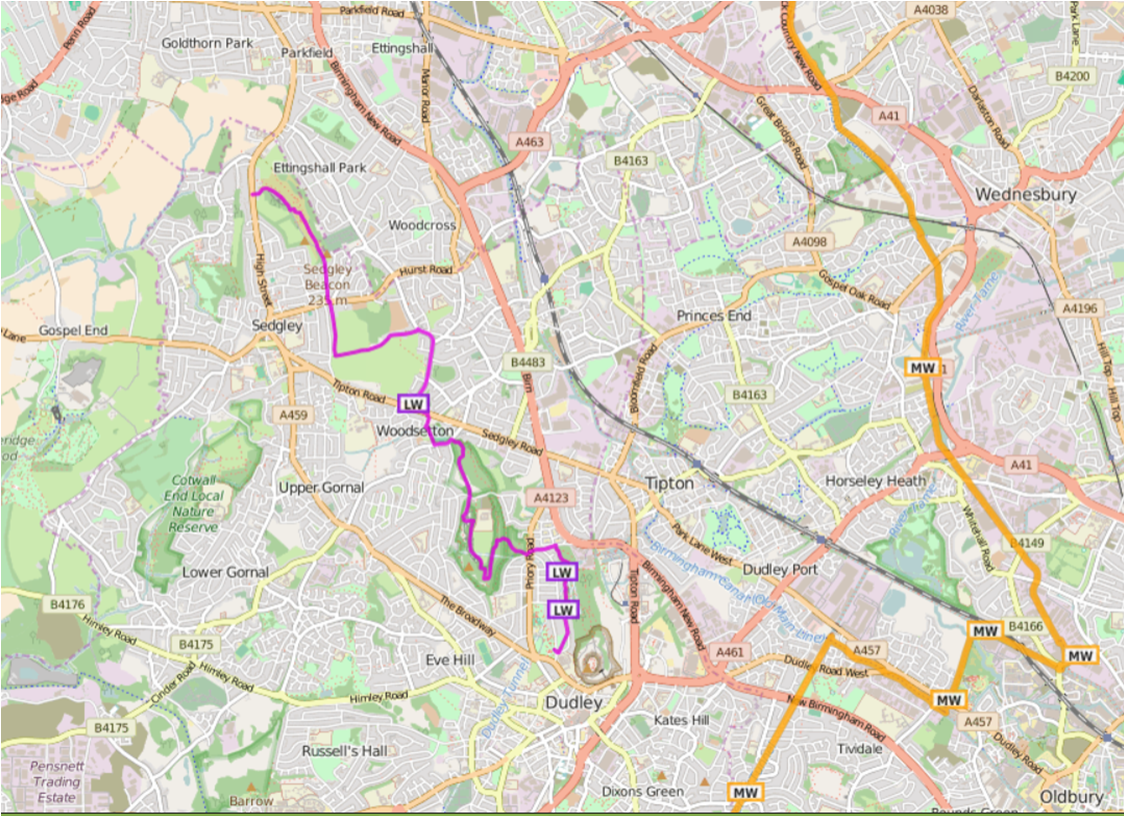 Parkfield Road
A4038
Penn Road
Goldthorn Park
Parkfield
Ettingshall
Park Lane
Black Country New Road
B4200
Manor Road
Birmingham New Road
Great Bridge Road
Darlaston Road
A41
A463
B4163
Ettingshall Park
Wednesbury
Woodcross
A4098
High Street
Sedgley
Beacon
235 m
Hurst Road
Gospel Oak Road
River Tame
A4196
Lane
Gospel End
Sedgley
Princes End
B4483
MW
Hill Top
Hill Top
Birm
Bloomfield Road
B4163
Tipton Road
LW
A459
Woodsetton
Sedgley Road
A41
Cotwall
End Local
Nature
Reserve
Upper Gornal
A4123
Tipton
Horseley Heath
Whitehall Road
B4149
Park Lane West
Lower Gornal
Priory Road
LW
Birmingham Canal (Old Main Line)
Dudley Port
Tipton Road
Birmingham New Road
B4176
Himley Road
The Broadway
LW
B4166
MW
B4175
Eve Hill
A461
A457
MW
Dudley Road West
Cinder Road
Himley Road
Himley Road
Dudley Tunnel
Dudley
MW
New Birmingham Road
B4175
Kates Hill
A457
Russell's Hall
Tividale
Dudley Road
Pensnett
Trading
Estate
Barrow
Dixons Green
MW
Oldbury